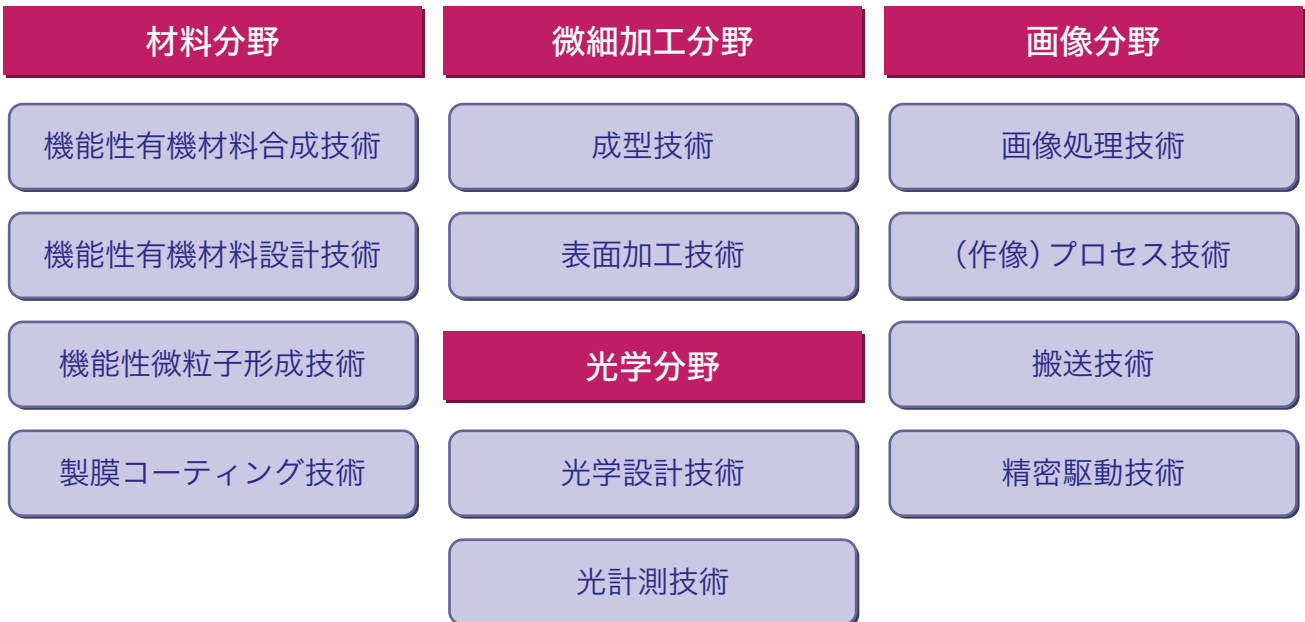 材料分野
機能性有機材料合成技術
機能性有機材料設計技術
機能性微粒子形成技術
製膜コーティング技術
微細加工分野
成型技術
表面加工技術
光学分野
光学設計技術
光計測技術
画像分野
画像処理技術
（作像）プロセス技術
搬送技術
精密駆動技術